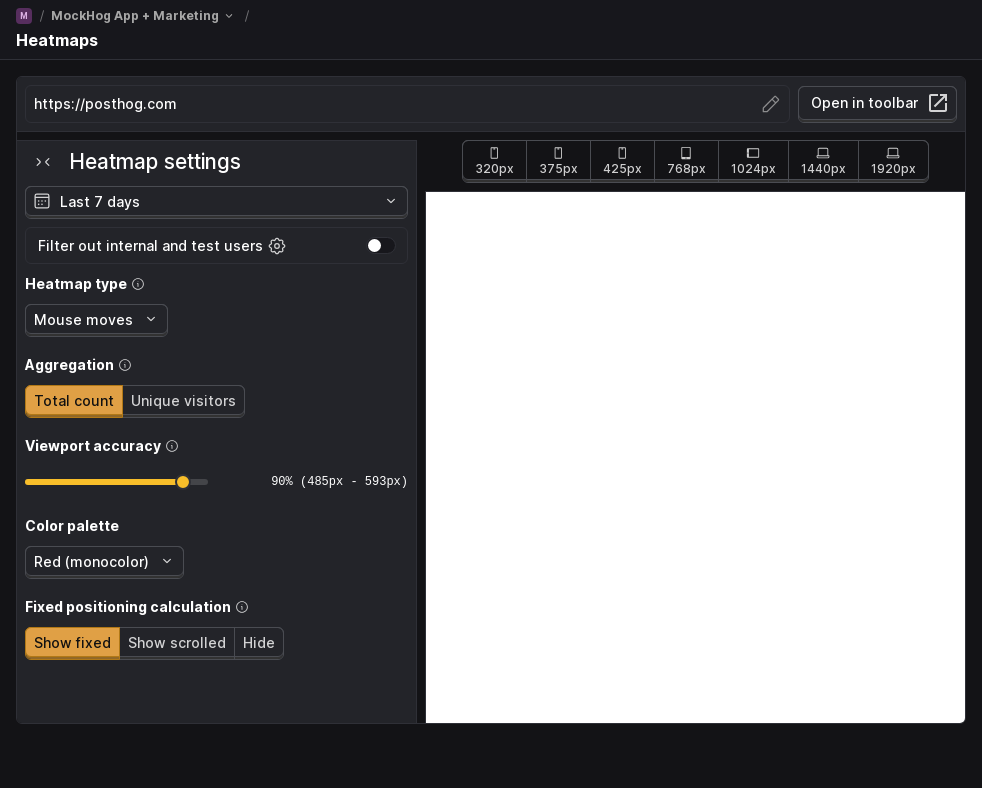 M / MockHog App + Marketing /
Heatmaps
https://posthog.com
Open in toolbar
Heatmap settings
320px 375px 425px 768px 1024px 1440px 1920px
Last 7 days
Filter out internal and test users
Heatmap type
Mouse moves
Aggregation
Total count Unique visitors
Viewport accuracy
90% (485px - 593px)
Color palette
Red (monocolor)
Fixed positioning calculation
Show fixed Show scrolled Hide